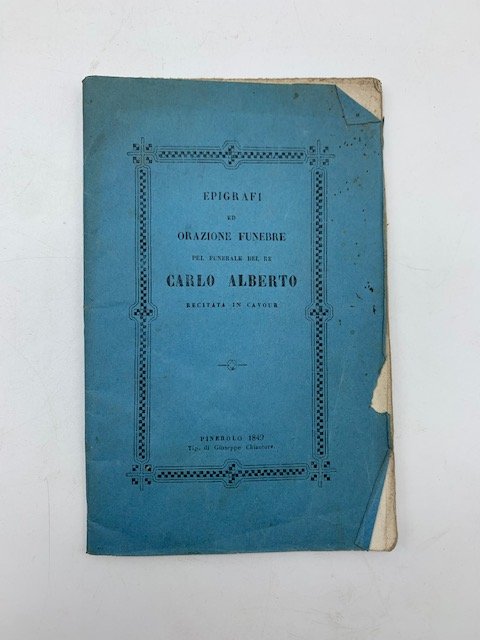 EPIGRAFI
ED
ORAZIONE FUNEBRE
PEL FUNERALE DEL RE
CARLO ALBERTO
RECITATA IN CAVOUR
PINEROLO 1849
Tip. di Giuseppe Chiantore.